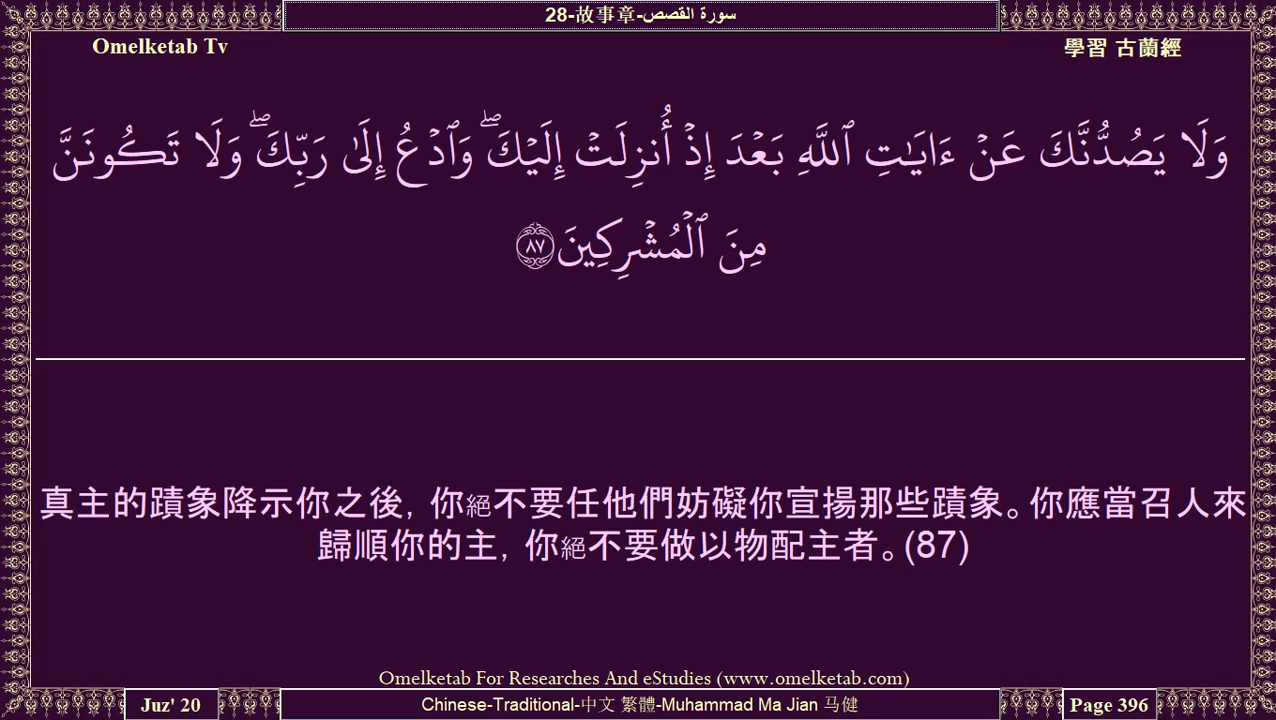 28-故事章-سورة القصص
Omelketab Tv
學習 古蘭經
وَلَا يَصُدُّنَّكَ عَنْ ءَايَـٰتِ ٱللَّهِ بَعْدَ إِذْ أُنزِلَتْ إِلَيْكَ ۖ وَٱدْعُ إِلَىٰ رَبِّكَ ۖ وَلَا تَكُونَنَّ
مِنَ ٱلْمُشْرِكِينَ ٨٧
真主的蹟象降示你之後, 你絕不要任他們妨礙你宣揚那些蹟象。你應當召人來
歸順你的主, 你絕不要做以物配主者。(87)
Omelketab For Researches And eStudies (www.omelketab.com)
Juz' 20
Chinese-Traditional-中文 繁體-Muhammad Ma Jian 马健
Page 396